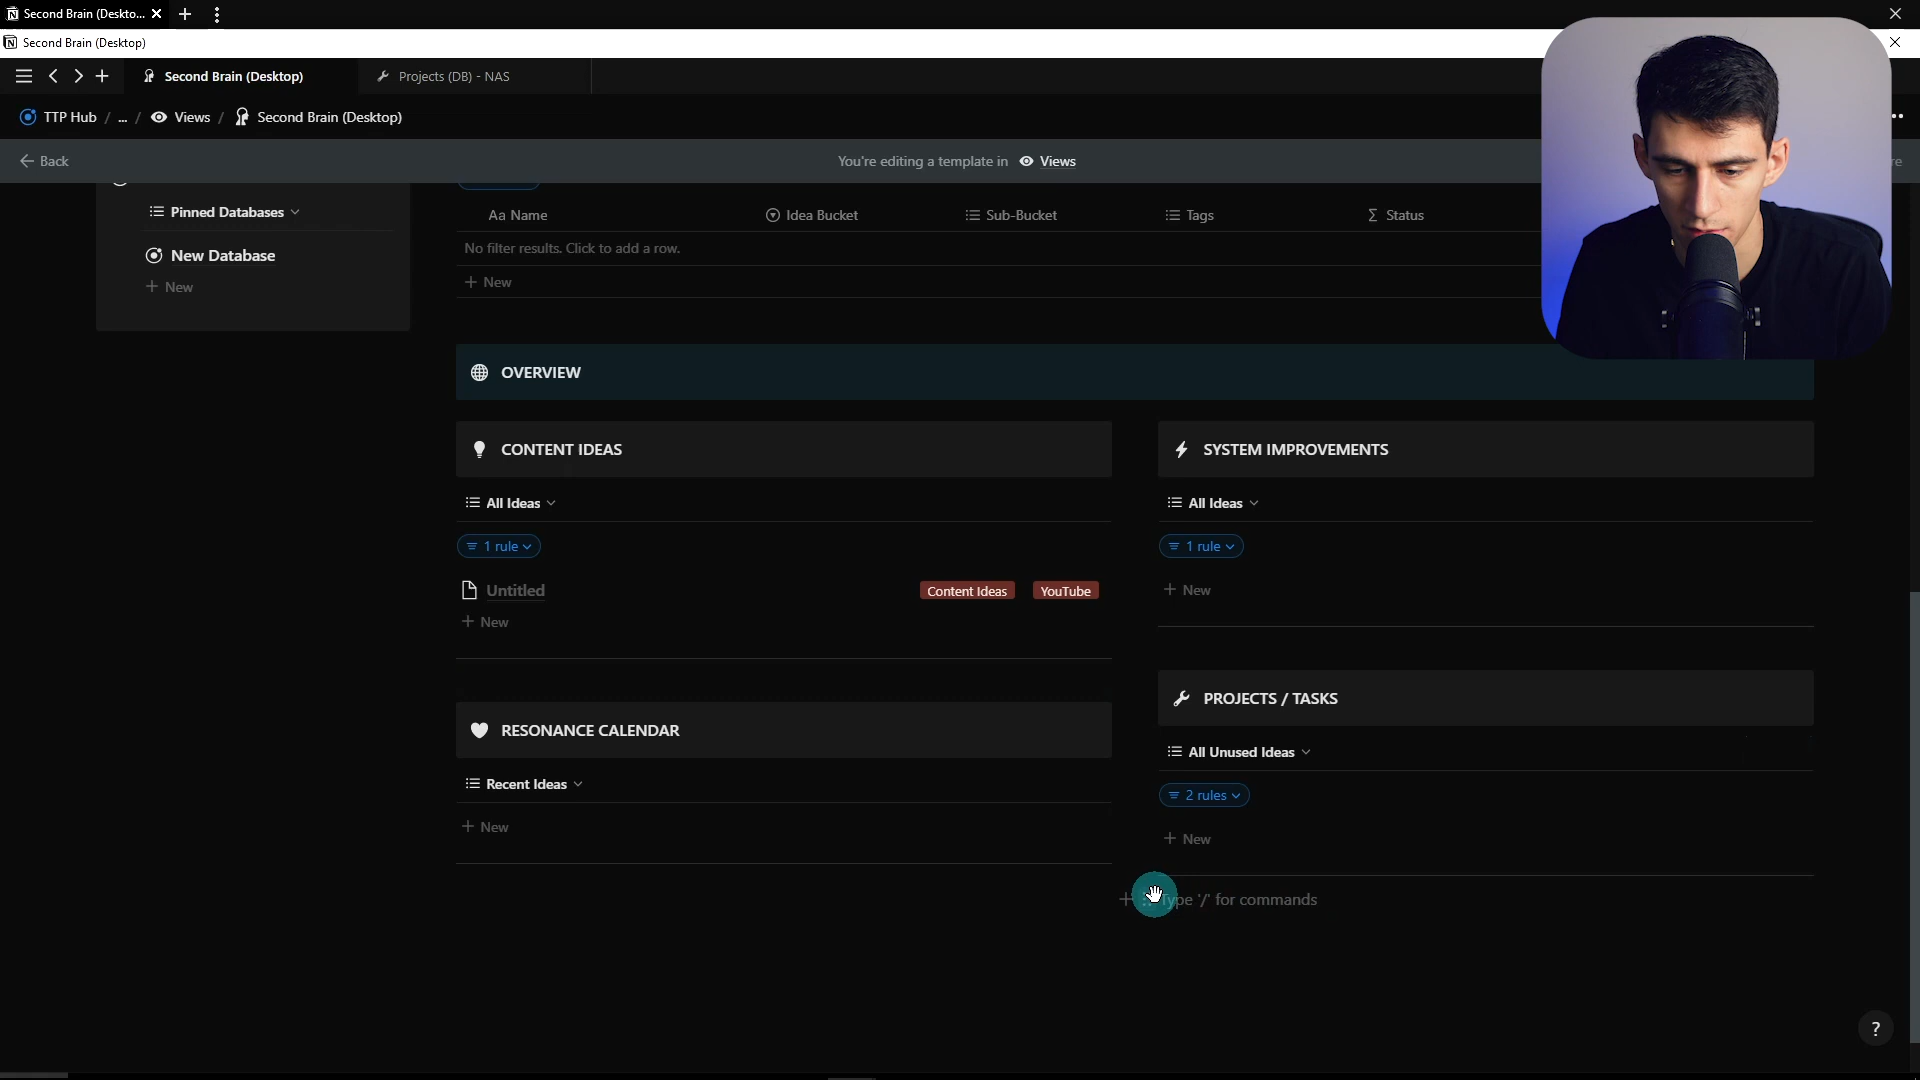 Second Brain (Deskto...
Second Brain (Desktop)
Second Brain (Desktop)
Projects (DB) - NAS
TTP Hub / ... / Views / Second Brain (Desktop)
Back
You're editing a template in Views
Pinned Databases
New Database
+ New
Aa Name
Idea Bucket
Sub-Bucket
Tags
Σ Status
No filter results. Click to add a row.
+ New
OVERVIEW
CONTENT IDEAS
All Ideas
1 rule
Untitled
Content Ideas
YouTube
+ New
SYSTEM IMPROVEMENTS
All Ideas
1 rule
+ New
RESONANCE CALENDAR
Recent Ideas
+ New
PROJECTS / TASKS
All Unused Ideas
2 rules
+ New
Type '/' for commands
?